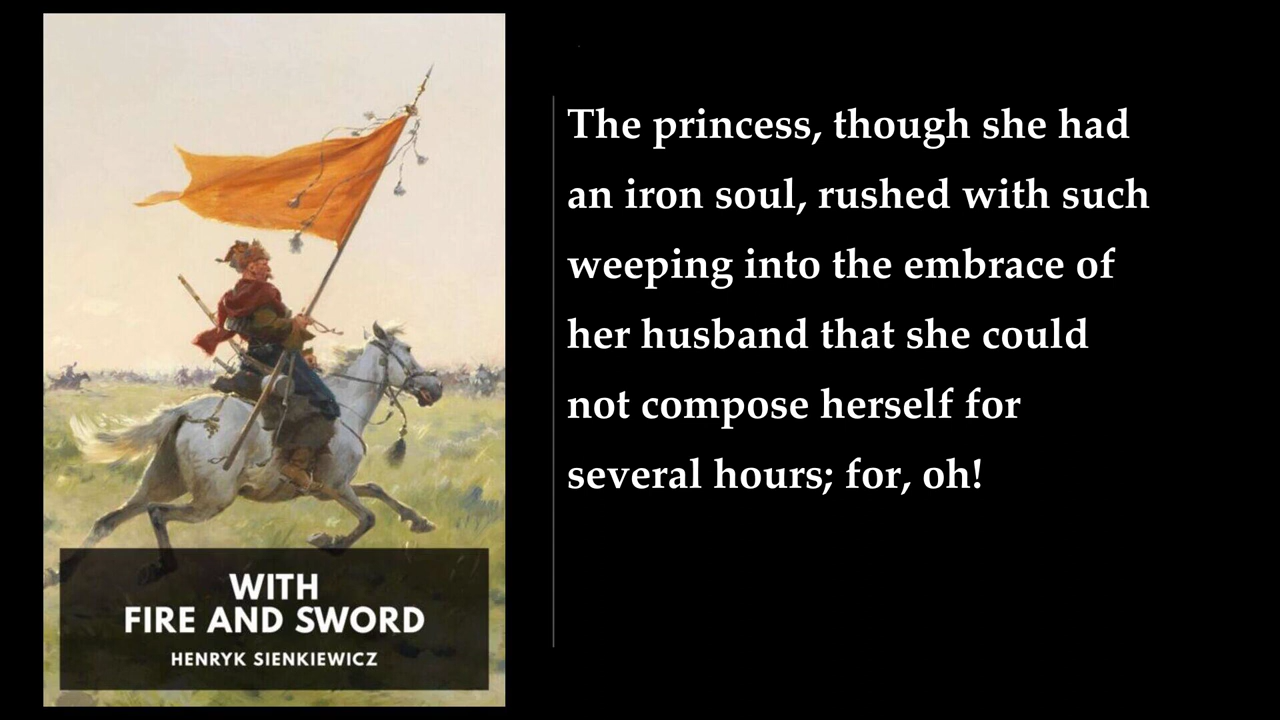 WITH
FIRE AND SWORD
HENRYK SIENKIEWICZ
The princess, though she had
an iron soul, rushed with such
weeping into the embrace of
her husband that she could
not compose herself for
several hours; for, oh!